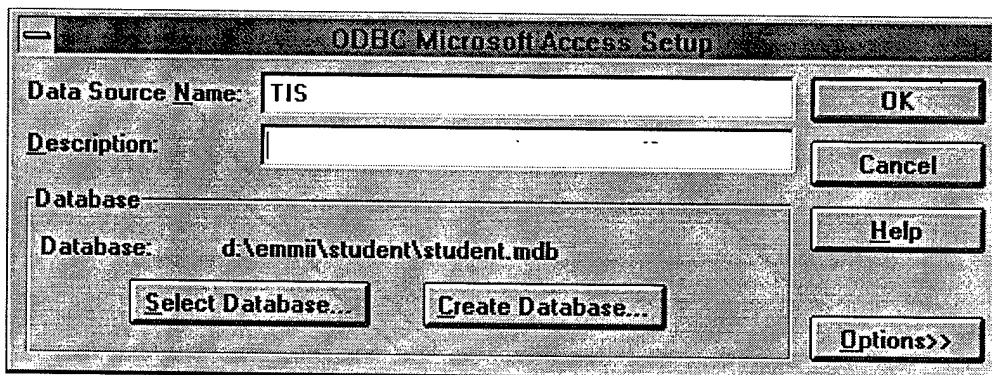 ODBC Microsoft Access Setup
Data Source Name: TIS
OK
Description:
Cancel
Database
Help
Database: d:\emmii\student\student.mdb
Select Database... Create Database...
Options>>